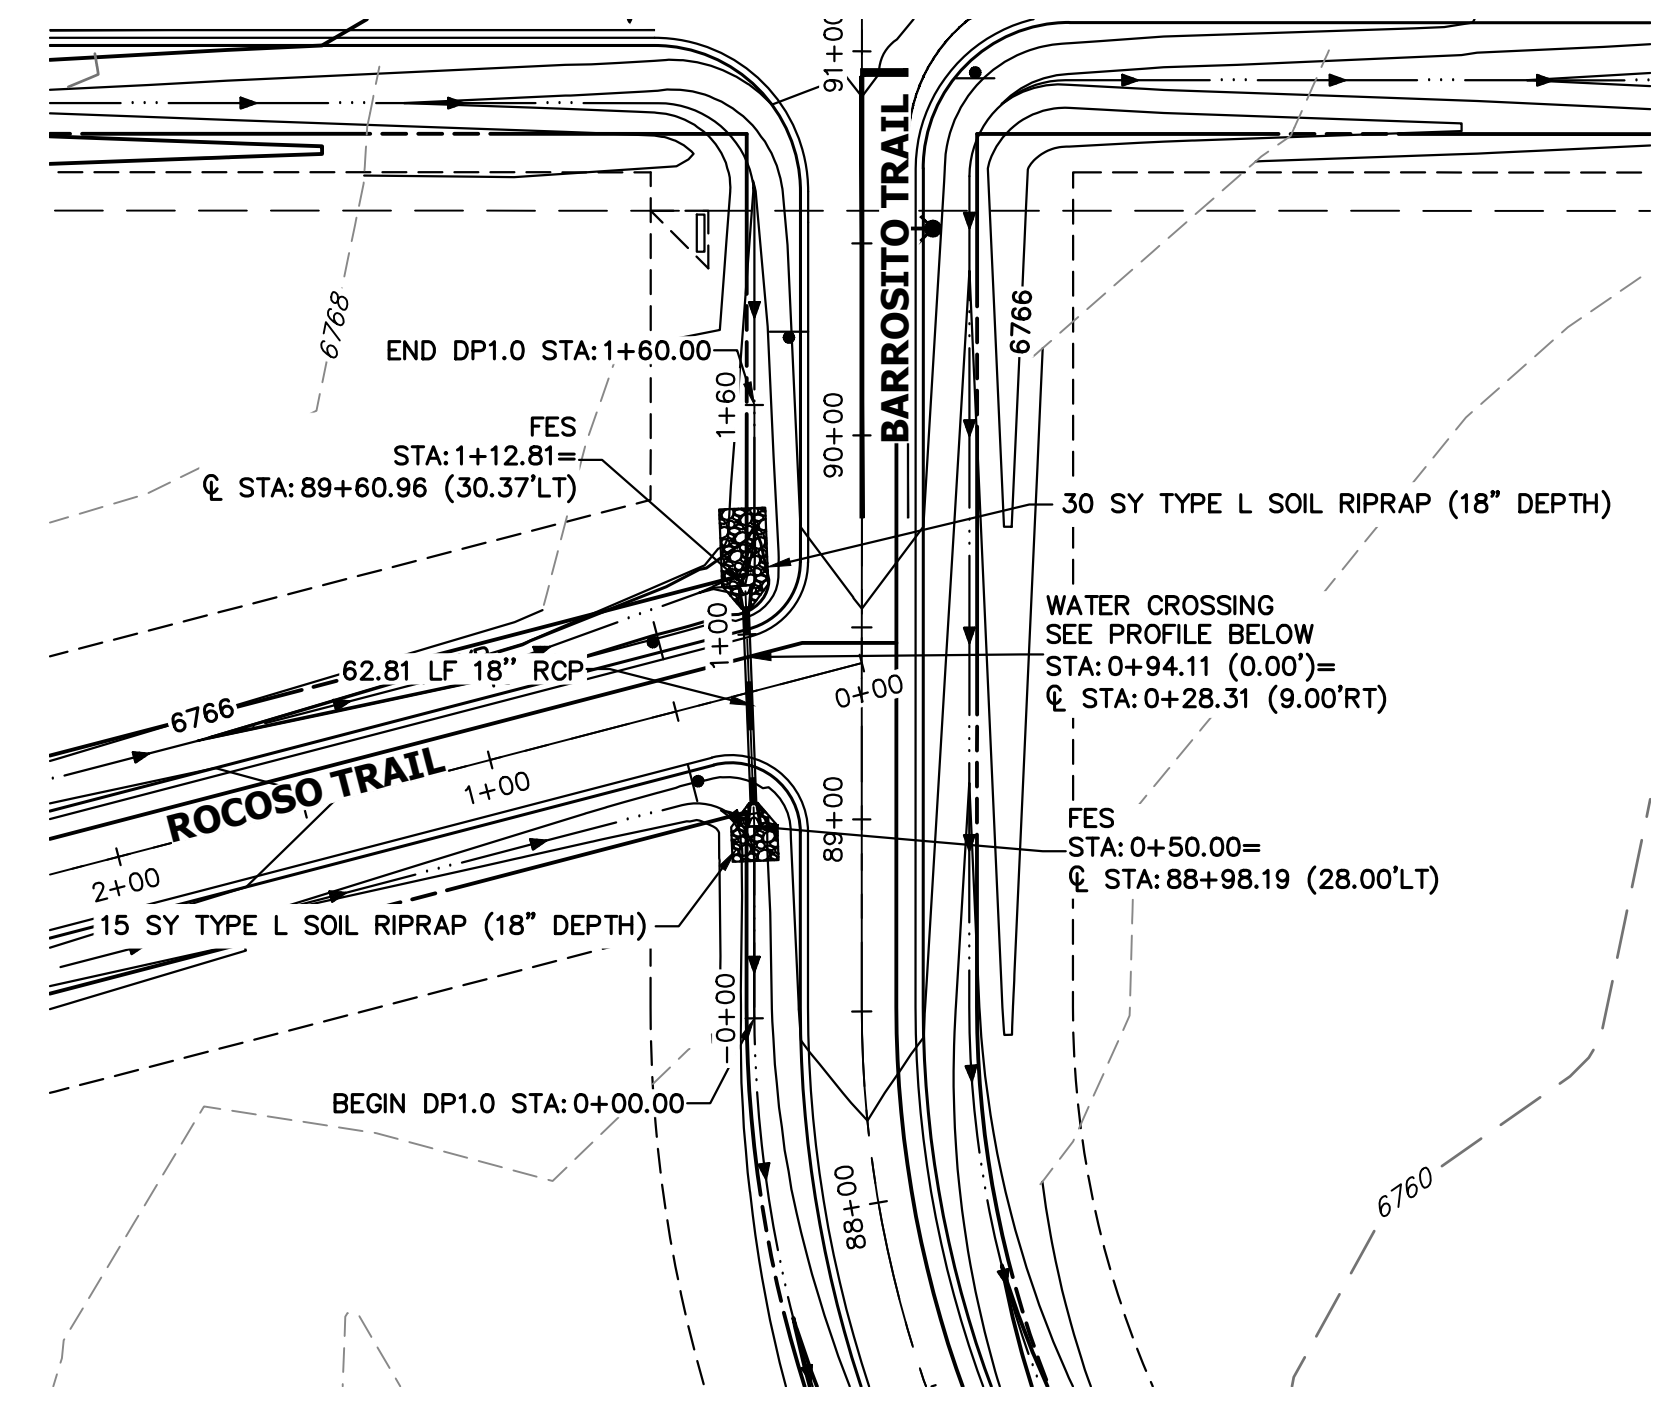 91+00
BARROSITO TRAIL
6768
6766
END DP1.0 STA:1+60.00
1+60
90+00
FES
STA:1+12.81=
℄ STA:89+60.96 (30.37'LT)
30 SY TYPE L SOIL RIPRAP (18" DEPTH)
WATER CROSSING
SEE PROFILE BELOW
STA:0+94.11 (0.00')=
℄ STA:0+28.31 (9.00'RT)
1+00
62.81 LF 18" RCP
0+00
6766
ROCOSO TRAIL
1+00
2+00
89+00
FES
STA:0+50.00=
℄ STA:88+98.19 (28.00'LT)
15 SY TYPE L SOIL RIPRAP (18" DEPTH)
0+00
BEGIN DP1.0 STA:0+00.00
88+00
6760